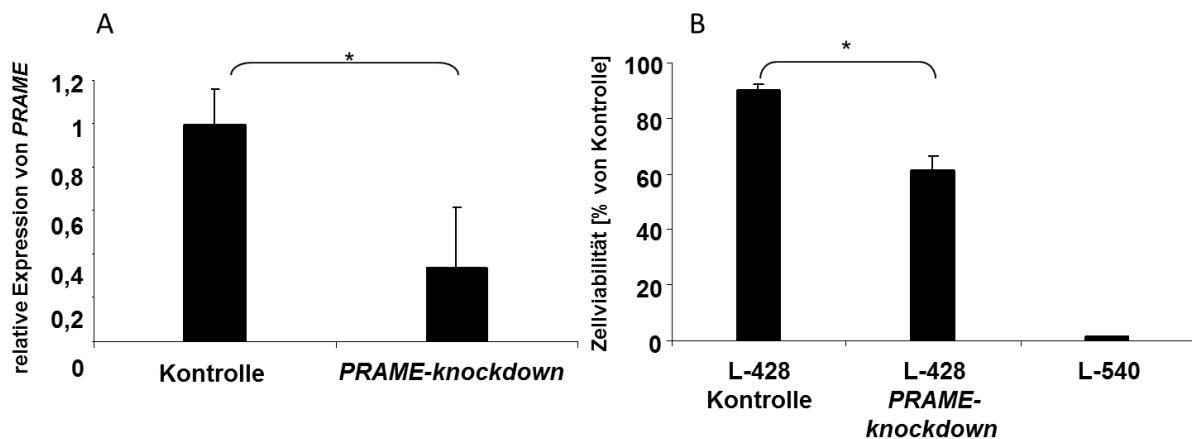 A
relative Expression von PRAME
1,2
1
0,8
0,6
0,4
0,2
0
*
Kontrolle
PRAME-knockdown
B
Zellviabilität [% von Kontrolle]
100
80
60
40
20
0
*
L-428
Kontrolle
L-428
PRAME-
knockdown
L-540